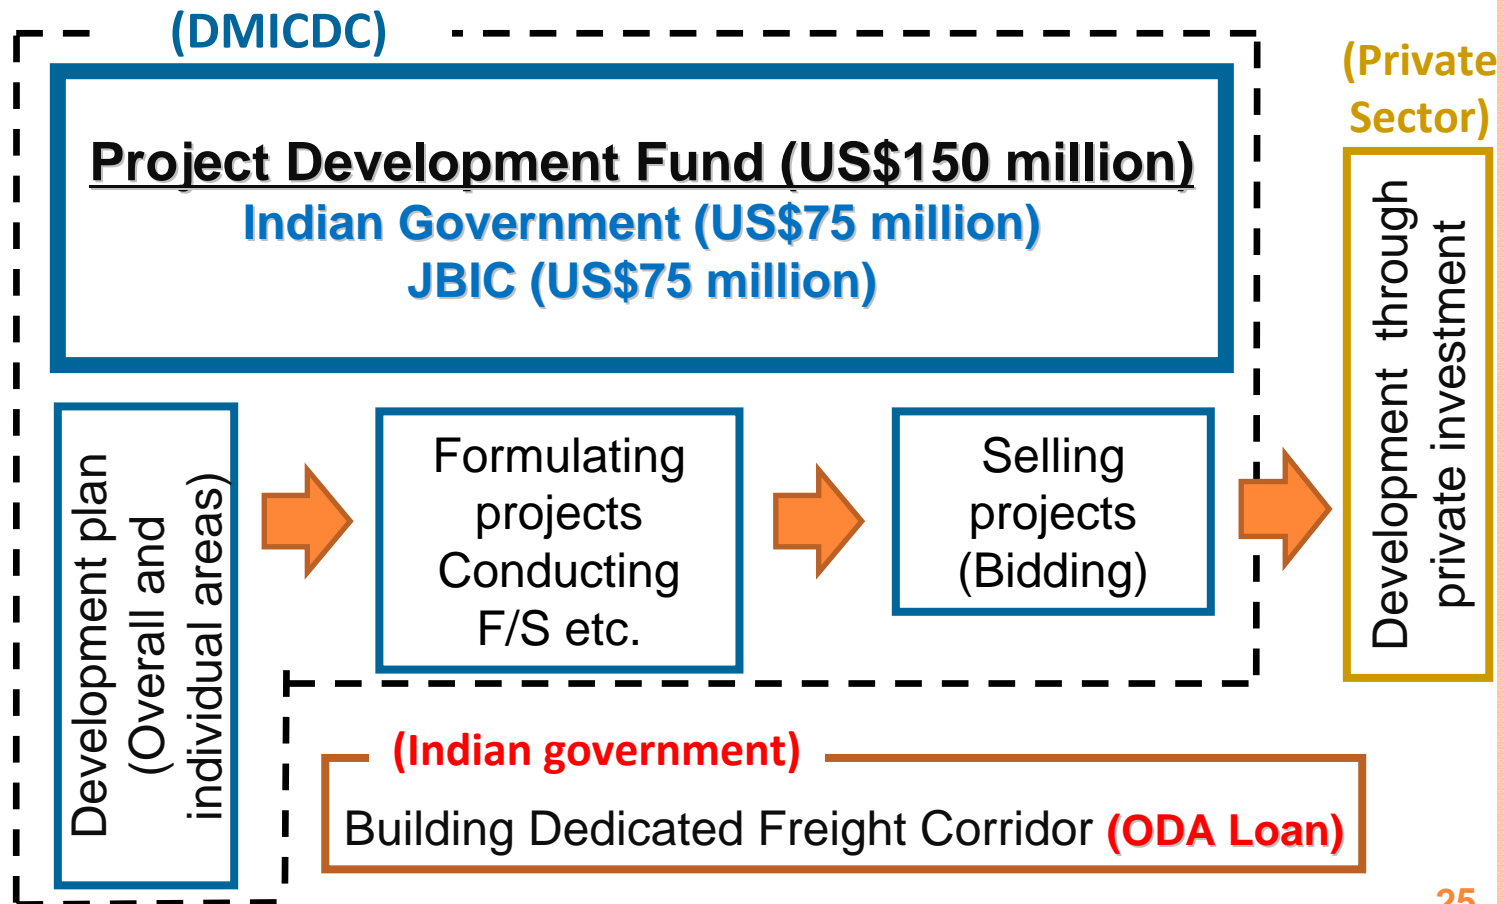 (DMICDC)
(Private
Sector)
Project Development Fund (US$150 million)
Indian Government (US$75 million)
JBIC (US$75 million)
Development plan
(Overall and
individual areas)
Formulating
projects
Conducting
F/S etc.
Selling
projects
(Bidding)
Development through
private investment
(Indian government)
Building Dedicated Freight Corridor (ODA Loan)
25